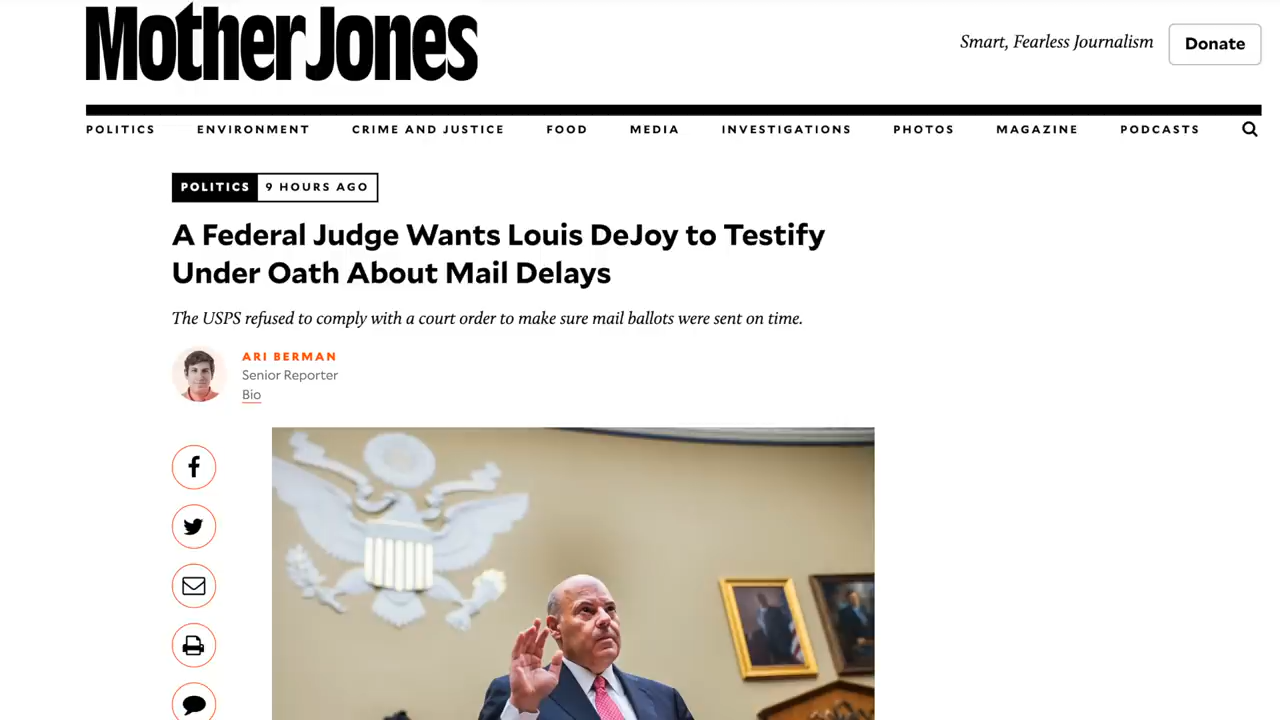 Mother Jones
Smart, Fearless Journalism
Donate
POLITICS ENVIRONMENT CRIME AND JUSTICE FOOD MEDIA INVESTIGATIONS PHOTOS MAGAZINE PODCASTS
POLITICS 9 HOURS AGO
A Federal Judge Wants Louis DeJoy to Testify
Under Oath About Mail Delays
The USPS refused to comply with a court order to make sure mail ballots were sent on time.
ARI BERMAN
Senior Reporter
Bio